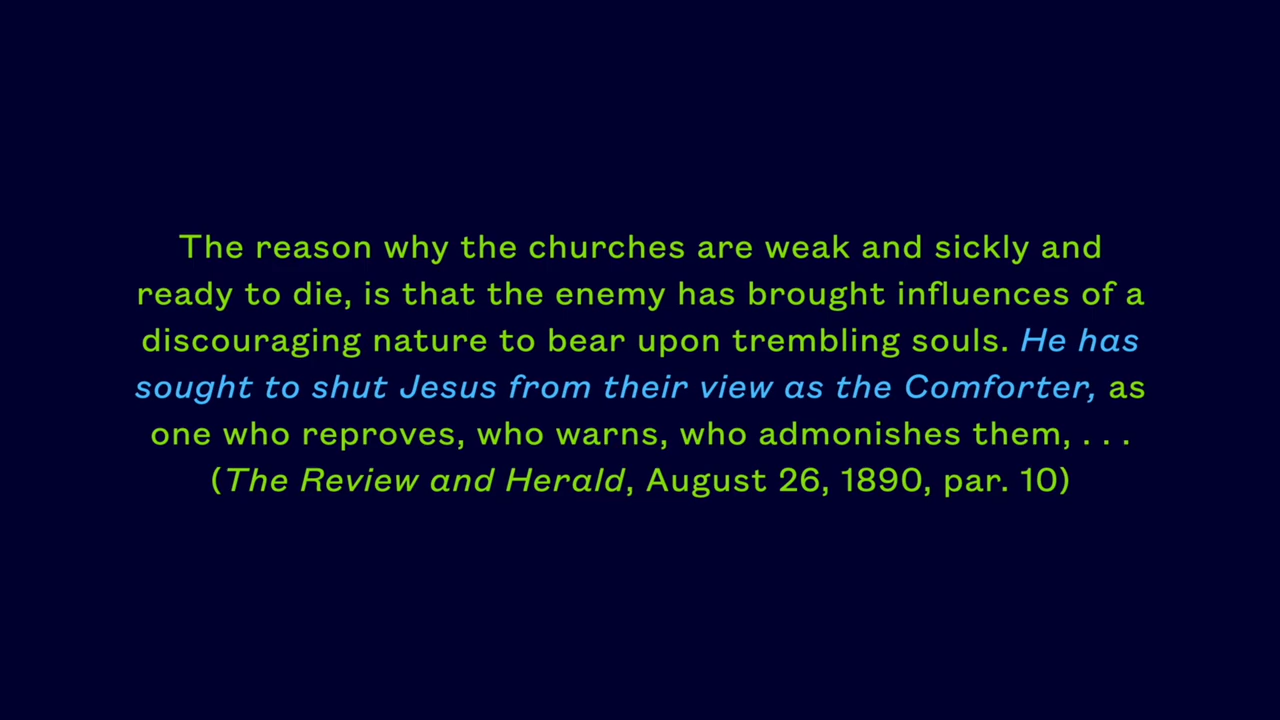 The reason why the churches are weak and sickly and
ready to die, is that the enemy has brought influences of a
discouraging nature to bear upon trembling souls. He has
sought to shut Jesus from their view as the Comforter, as
one who reproves, who warns, who admonishes them, . . .
(The Review and Herald, August 26, 1890, par. 10)